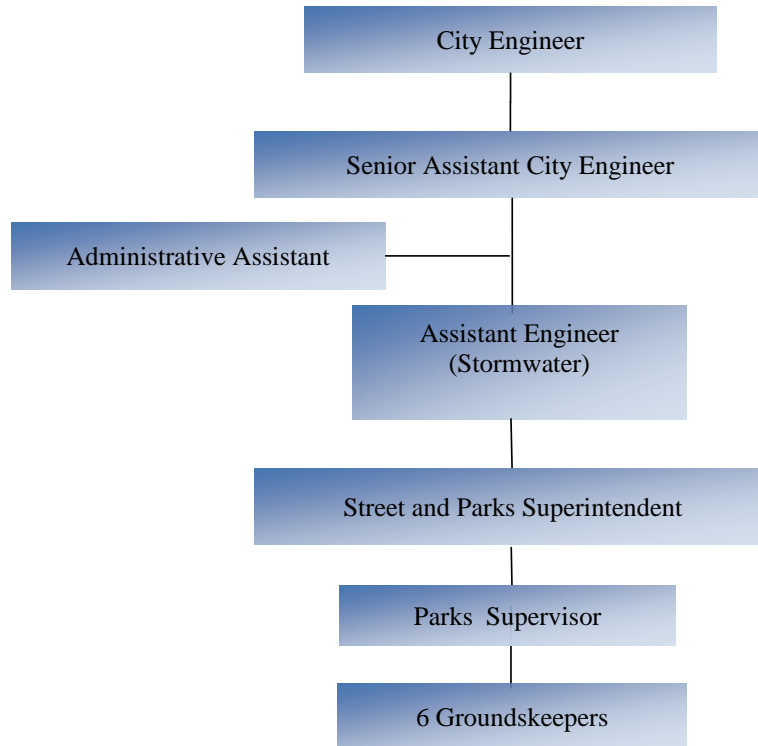 City Engineer
Senior Assistant City Engineer
Administrative Assistant
Assistant Engineer
(Stormwater)
Street and Parks Superintendent
Parks  Supervisor
6 Groundskeepers